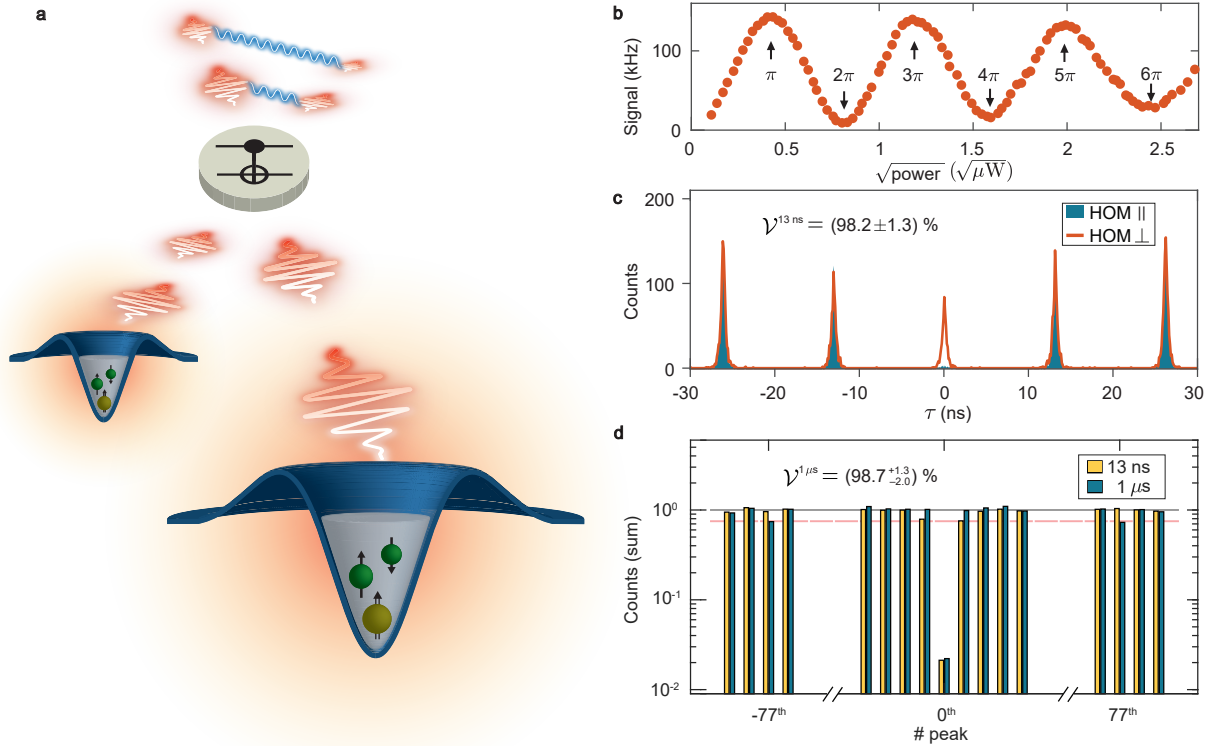 a
b
Signal (kHz)
100
0
π
2π
3π
4π
5π
6π
0 0.5 1 1.5 2 2.5
√power (√μW)
c
Counts
200
100
0
𝒱¹³ ⁿˢ = (98.2±1.3) %
HOM ||
HOM ⊥
-30 -20 -10 0 10 20 30
τ (ns)
d
Counts (sum)
10⁰
10⁻¹
10⁻²
𝒱¹ ᵘˢ = (98.7 +1.3 −2.0) %
13 ns
1 μs
-77ᵗʰ 0ᵗʰ 77ᵗʰ
# peak